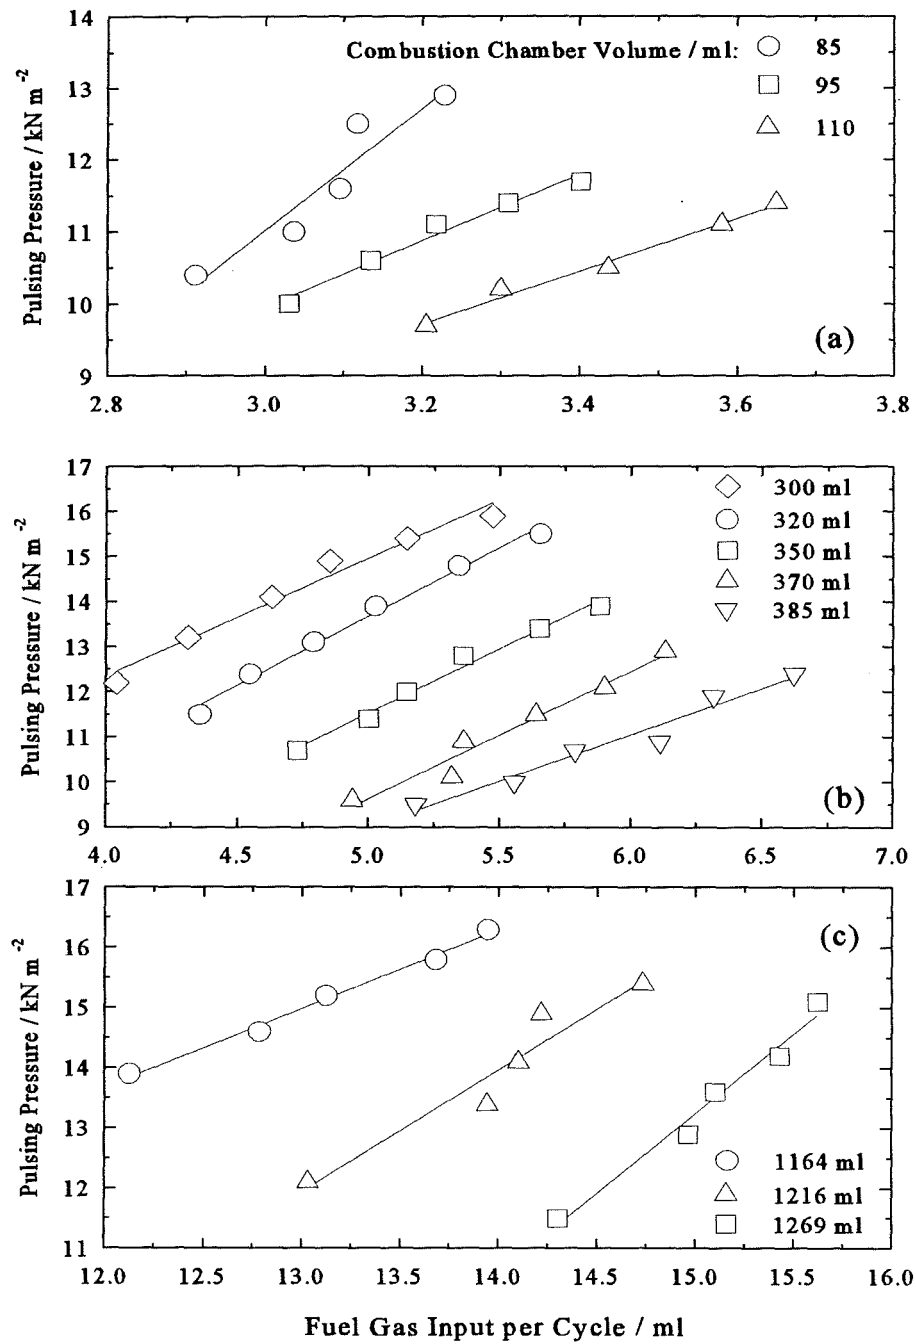 Combustion Chamber Volume / ml: 85
95
110
14
13
12
11
10
9
Pulsing Pressure / kN m⁻²
(a)
2.8 3.0 3.2 3.4 3.6 3.8
300 ml
320 ml
350 ml
370 ml
385 ml
17
16
15
14
13
12
11
10
9
Pulsing Pressure / kN m⁻²
(b)
4.0 4.5 5.0 5.5 6.0 6.5 7.0
17
16
15
14
13
12
11
Pulsing Pressure / kN m⁻²
(c)
1164 ml
1216 ml
1269 ml
12.0 12.5 13.0 13.5 14.0 14.5 15.0 15.5 16.0
Fuel Gas Input per Cycle / ml